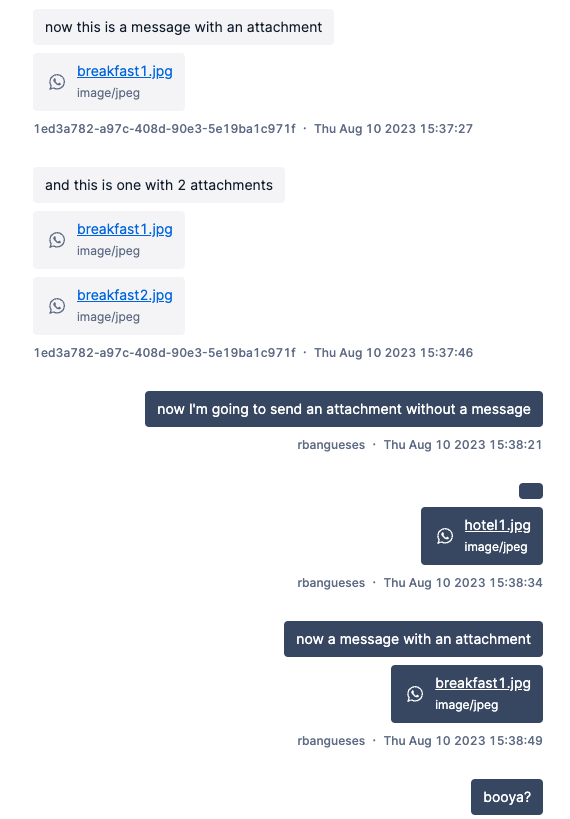 now this is a message with an attachment
breakfast1.jpg
image/jpeg
1ed3a782-a97c-408d-90e3-5e19ba1c971f · Thu Aug 10 2023 15:37:27
and this is one with 2 attachments
breakfast1.jpg
image/jpeg
breakfast2.jpg
image/jpeg
1ed3a782-a97c-408d-90e3-5e19ba1c971f · Thu Aug 10 2023 15:37:46
now I'm going to send an attachment without a message
rbangueses · Thu Aug 10 2023 15:38:21
hotel1.jpg
image/jpeg
rbangueses · Thu Aug 10 2023 15:38:34
now a message with an attachment
breakfast1.jpg
image/jpeg
rbangueses · Thu Aug 10 2023 15:38:49
booya?